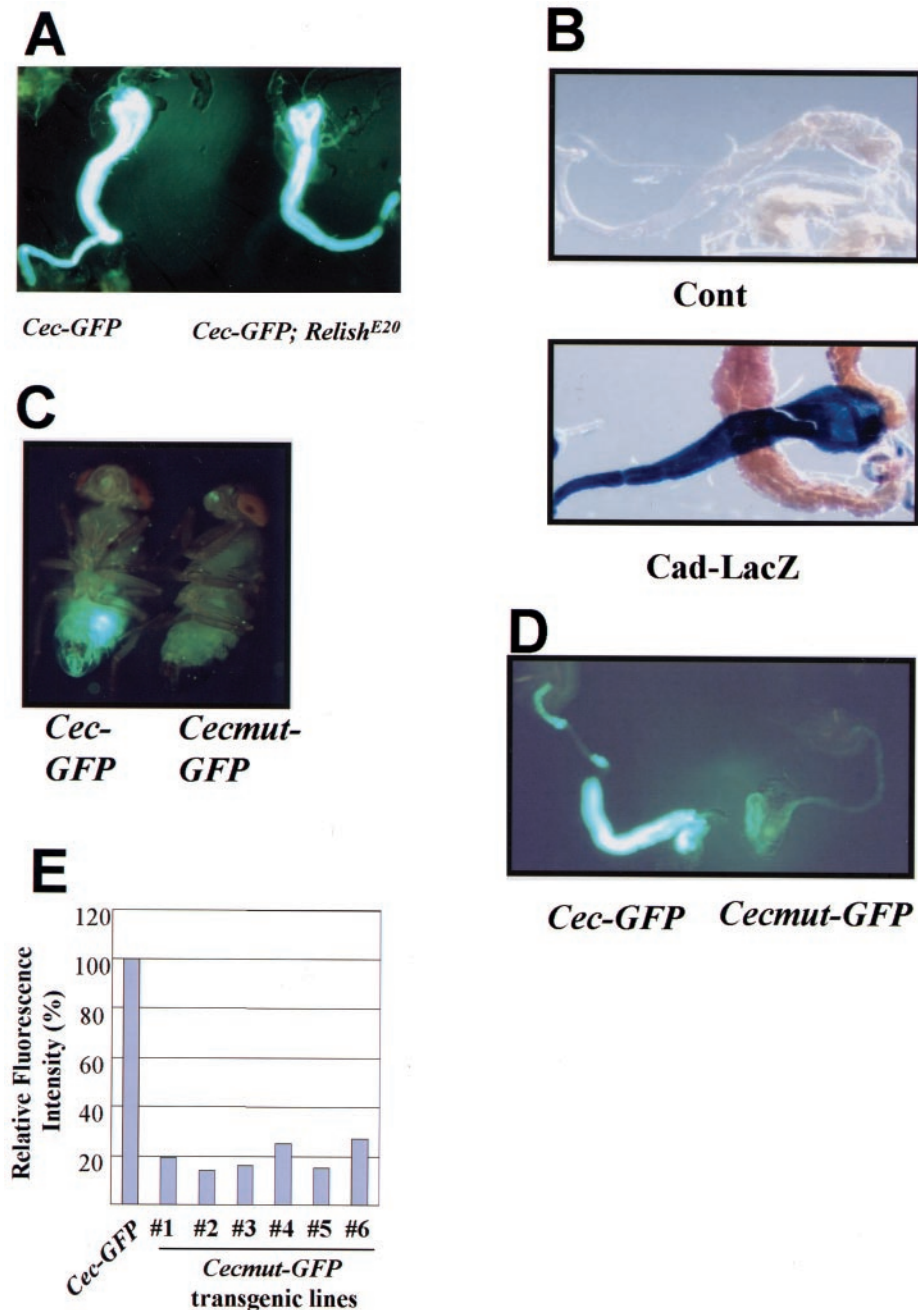 A
Cec-GFP
Cec-GFP; Relish^E20
B
Cont
Cad-LacZ
C
Cec-
GFP
Cecmut-
GFP
D
Cec-GFP
Cecmut-GFP
E
Relative Fluorescence
Intensity (%)
120
100
80
60
40
20
Cec-GFP
#1 #2 #3 #4 #5 #6
Cecmut-GFP
transgenic lines